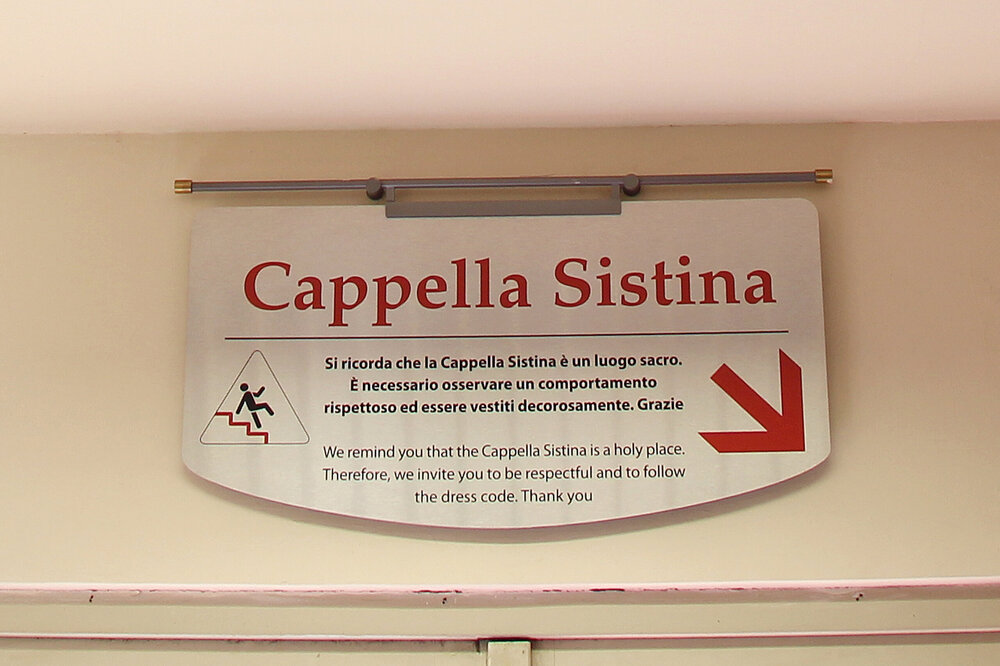 Cappella Sistina
Si ricorda che la Cappella Sistina è un luogo sacro.
È necessario osservare un comportamento
rispettoso ed essere vestiti decorosamente. Grazie
We remind you that the Cappella Sistina is a holy place.
Therefore, we invite you to be respectful and to follow
the dress code. Thank you